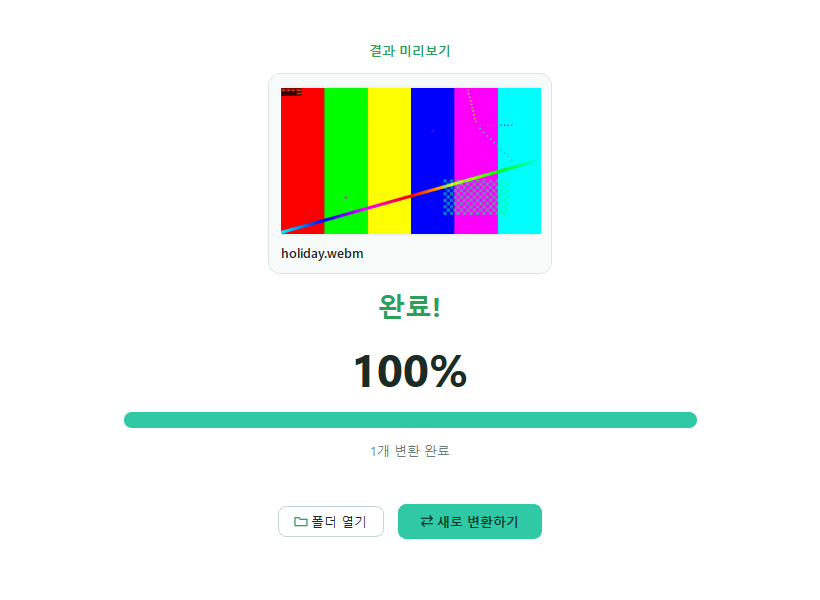 결과 미리보기
holiday.webm
완료!
100%
1개 변환 완료
폴더 열기
새로 변환하기